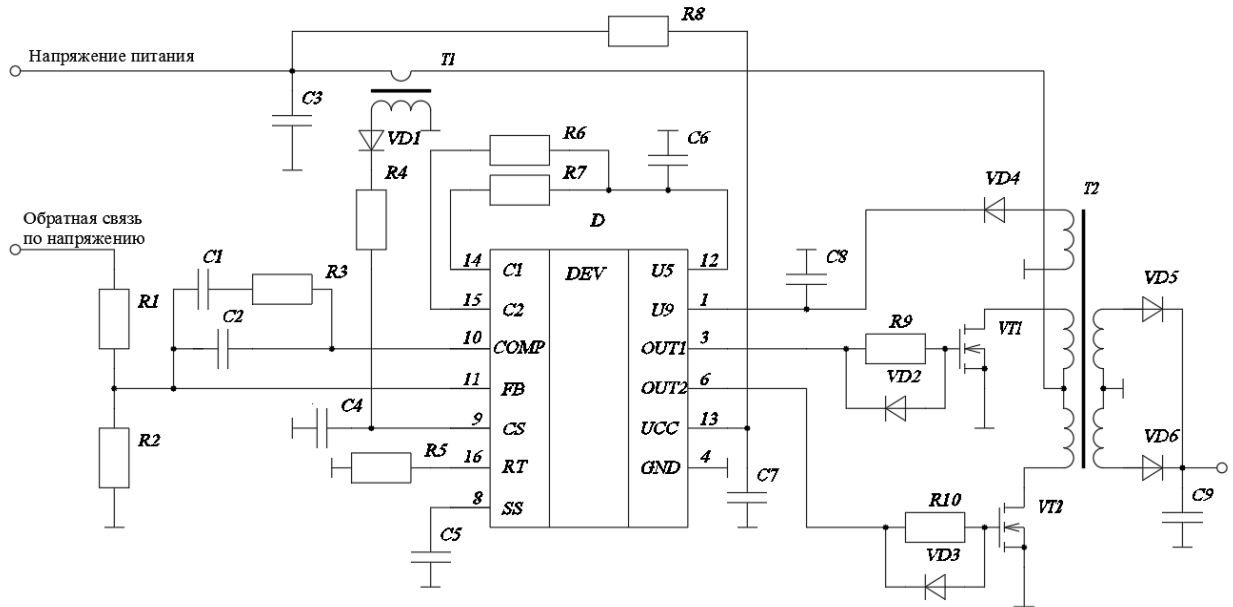 R8
Напряжение питания
T1
C3
VD1
R6
C6
R4
R7
VD4
T2
Обратная связь
по напряжению
D
C1
R3
14
C1
DEV
U5
12
C8
VD5
R1
C2
15
C2
U9
1
R9
VT1
10
COMP
OUT1
3
VD2
11
FB
OUT2
6
R2
C4
9
CS
UCC
13
VD6
R5
16
RT
GND
4
C7
C9
8
SS
R10
VT2
C5
VD3